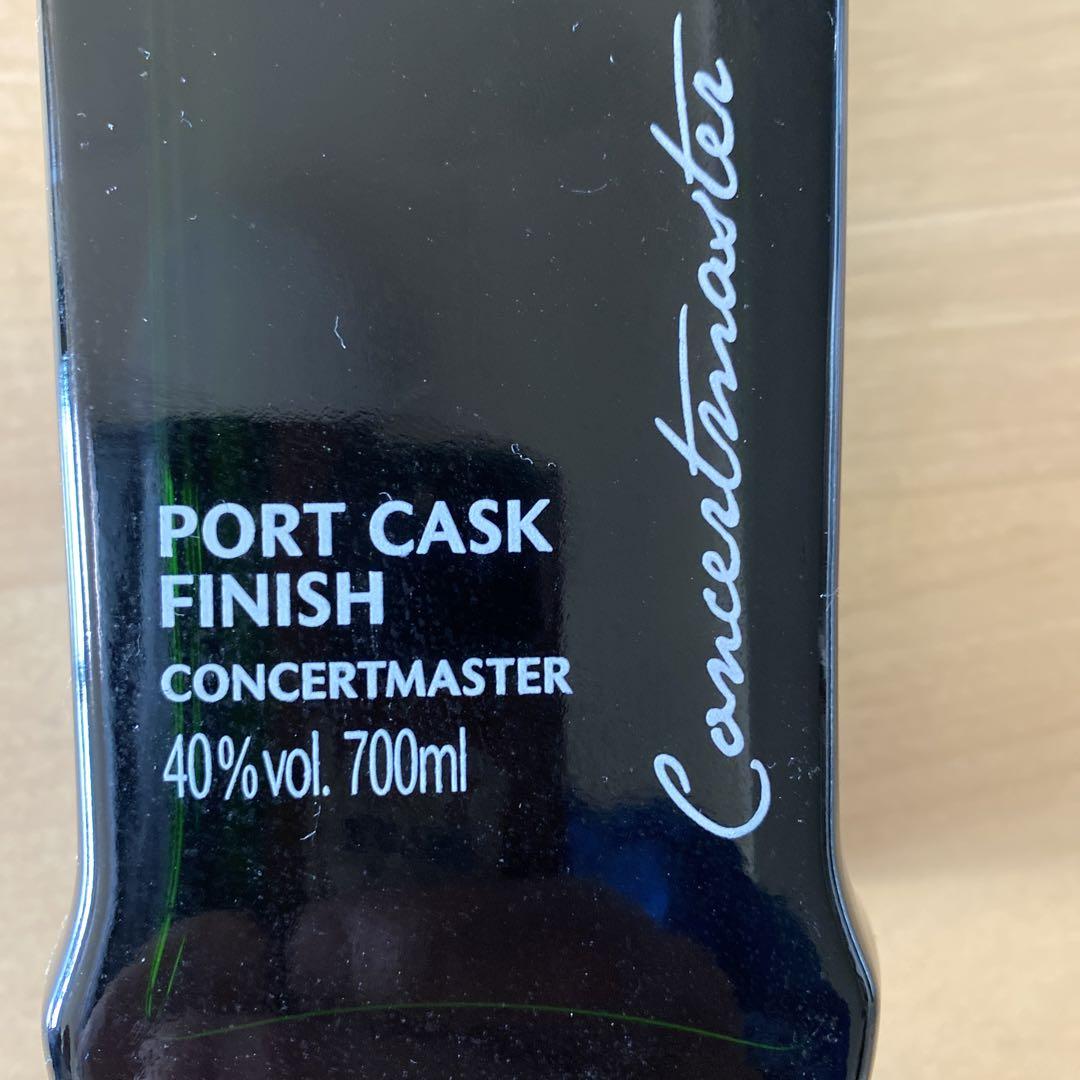 PORT CASK
FINISH
CONCERTMASTER
40%vol. 700ml
Concertmaster